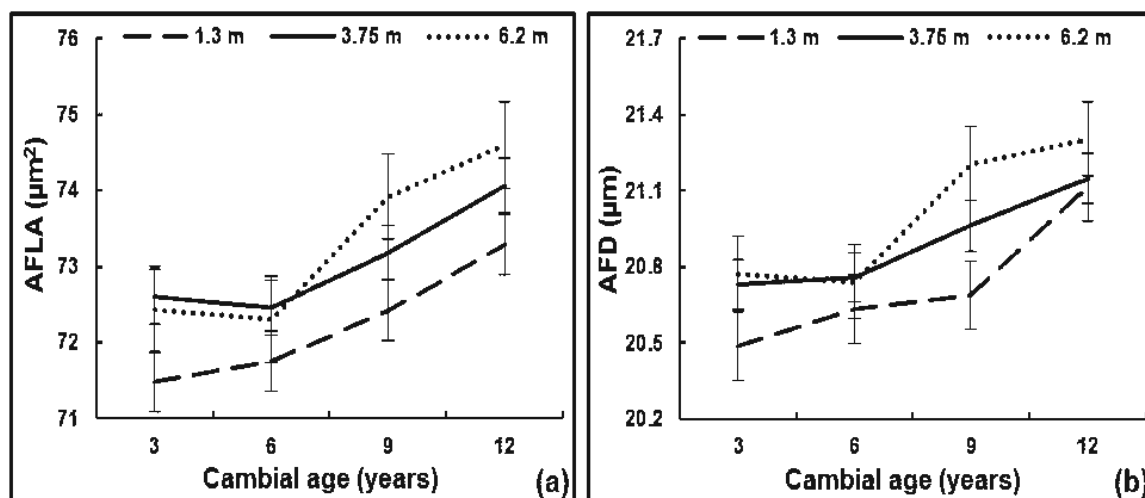 1.3 m 3.75 m 6.2 m
76
75
74
73
72
71
AFLA (µm²)
3 6 9 12
Cambial age (years)
(a)
1.3 m 3.75 m 6.2 m
21.7
21.4
21.1
20.8
20.5
20.2
AFD (µm)
3 6 9 12
Cambial age (years)
(b)